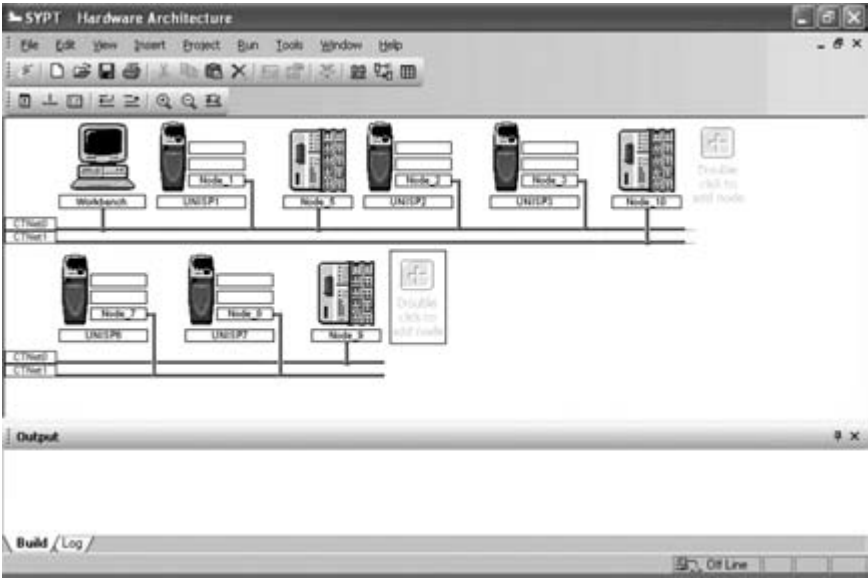 SYPT Hardware Architecture
File Edit View Insert Project Run Tools Window Help
Node_1
Node_2
Node_3
Workbench
UNISP1
Node_5
UNISP2
UNISP3
Node_10
Double
click to
add node
CTNet0
CTNet1
Node_7
UNISP6
UNISP7
Node_9
Double
click to
add node
CTNet0
CTNet1
Output
Build
Log
Off Line